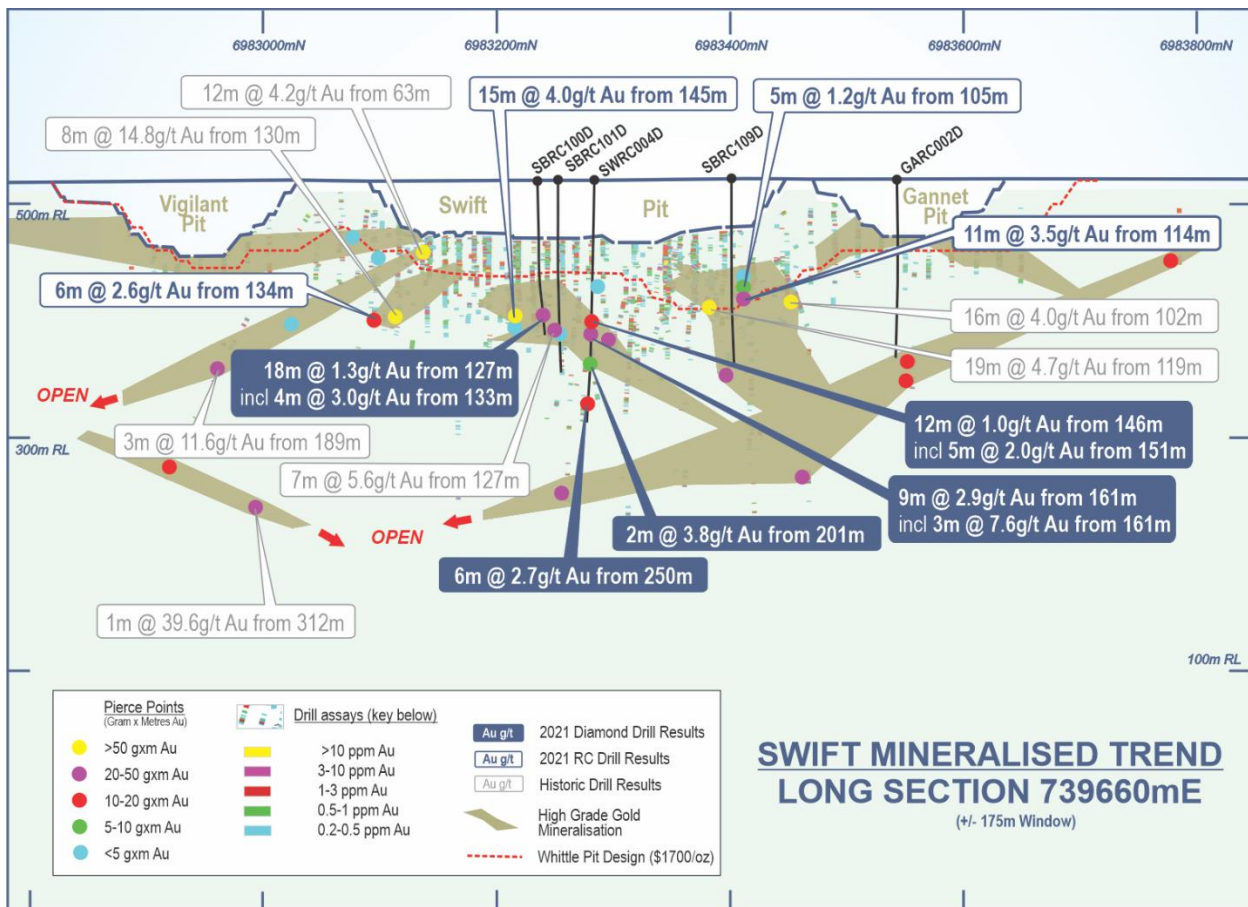 6983000mN
6983200mN
6983400mN
6983600mN
6983800mN
12m @ 4.2g/t Au from 63m
15m @ 4.0g/t Au from 145m
5m @ 1.2g/t Au from 105m
8m @ 14.8g/t Au from 130m
SBRC100D
SBRC101D
SWRC004D
SBRC109D
GARC002D
500m RL
Vigilant
Pit
Swift
Pit
Gannet
Pit
11m @ 3.5g/t Au from 114m
6m @ 2.6g/t Au from 134m
16m @ 4.0g/t Au from 102m
18m @ 1.3g/t Au from 127m
incl 4m @ 3.0g/t Au from 133m
19m @ 4.7g/t Au from 119m
OPEN
12m @ 1.0g/t Au from 146m
incl 5m @ 2.0g/t Au from 151m
3m @ 11.6g/t Au from 189m
300m RL
7m @ 5.6g/t Au from 127m
9m @ 2.9g/t Au from 161m
incl 3m @ 7.6g/t Au from 161m
OPEN
2m @ 3.8g/t Au from 201m
6m @ 2.7g/t Au from 250m
1m @ 39.6g/t Au from 312m
100m RL
Pierce Points
(Gram x Metres Au)
>50 gxm Au
20-50 gxm Au
10-20 gxm Au
5-10 gxm Au
<5 gxm Au
Drill assays (key below)
>10 ppm Au
3-10 ppm Au
1-3 ppm Au
0.5-1 ppm Au
0.2-0.5 ppm Au
Au g/t 2021 Diamond Drill Results
Au g/t 2021 RC Drill Results
Au g/t Historic Drill Results
High Grade Gold
Mineralisation
Whittle Pit Design ($1700/oz)
SWIFT MINERALISED TREND
LONG SECTION 739660mE
(+/- 175m Window)